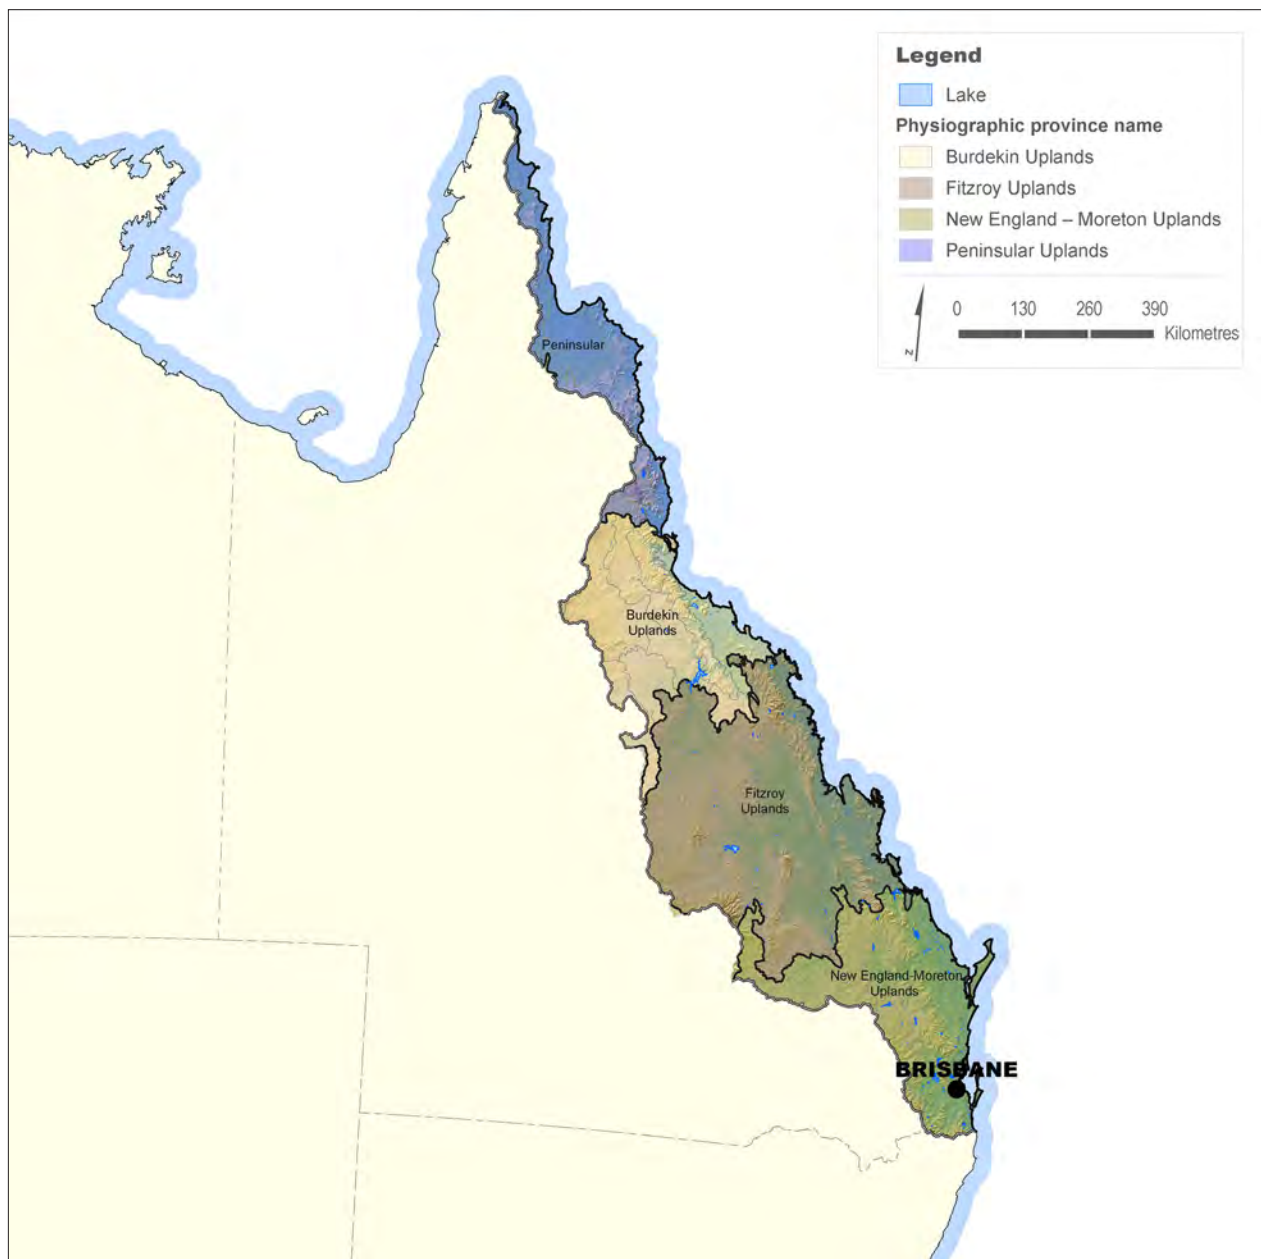 Legend
Lake
Physiographic province name
Burdekin Uplands
Fitzroy Uplands
New England – Moreton Uplands
Peninsular Uplands
0 130 260 390
Kilometres
N
Peninsular
Burdekin
Uplands
Fitzroy
Uplands
New England-Moreton
Uplands
BRISBANE